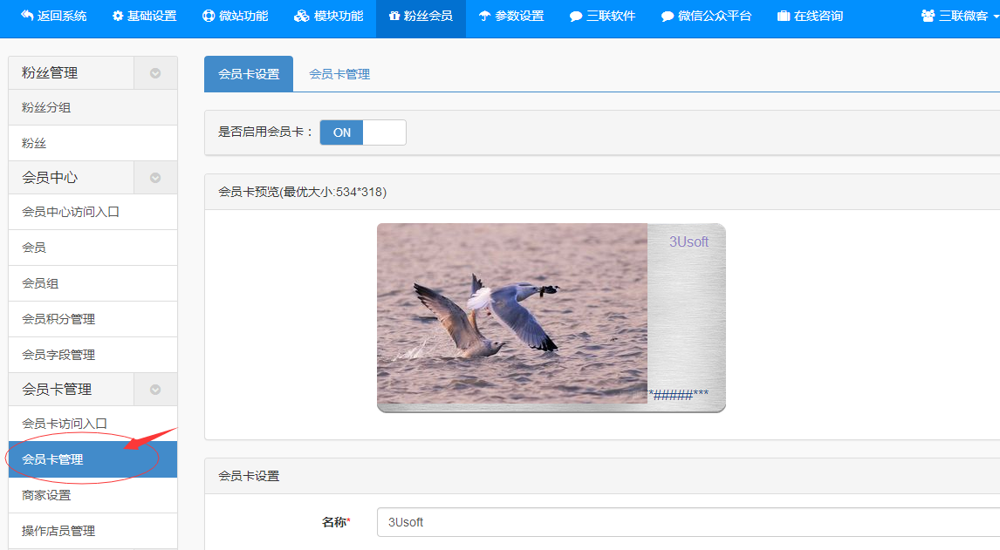 返回系统 基础设置 微站功能 模块功能 粉丝会员 参数设置 三联软件 微信公众平台 在线咨询 三联微客
粉丝管理
粉丝分组
粉丝
会员中心
会员中心访问入口
会员
会员组
会员积分管理
会员字段管理
会员卡管理
会员卡访问入口
会员卡管理
商家设置
操作店员管理
会员卡设置 会员卡管理
是否启用会员卡： ON
会员卡预览(最优大小:534*318)
3Usoft
*#####***
会员卡设置
名称* 3Usoft